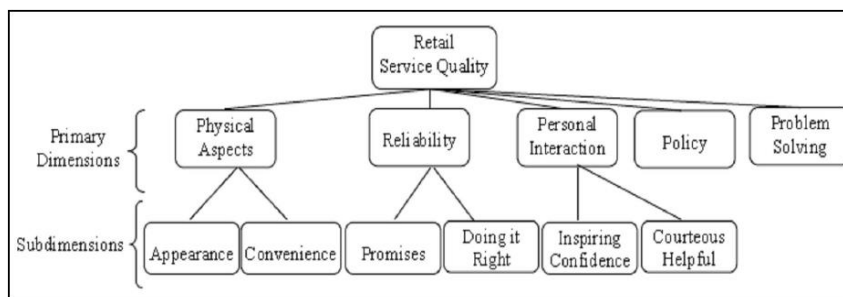 Retail
Service Quality
Primary
Dimensions
Physical
Aspects
Reliability
Personal
Interaction
Policy
Problem
Solving
Subdimensions
Appearance
Convenience
Promises
Doing it
Right
Inspiring
Confidence
Courteous
Helpful